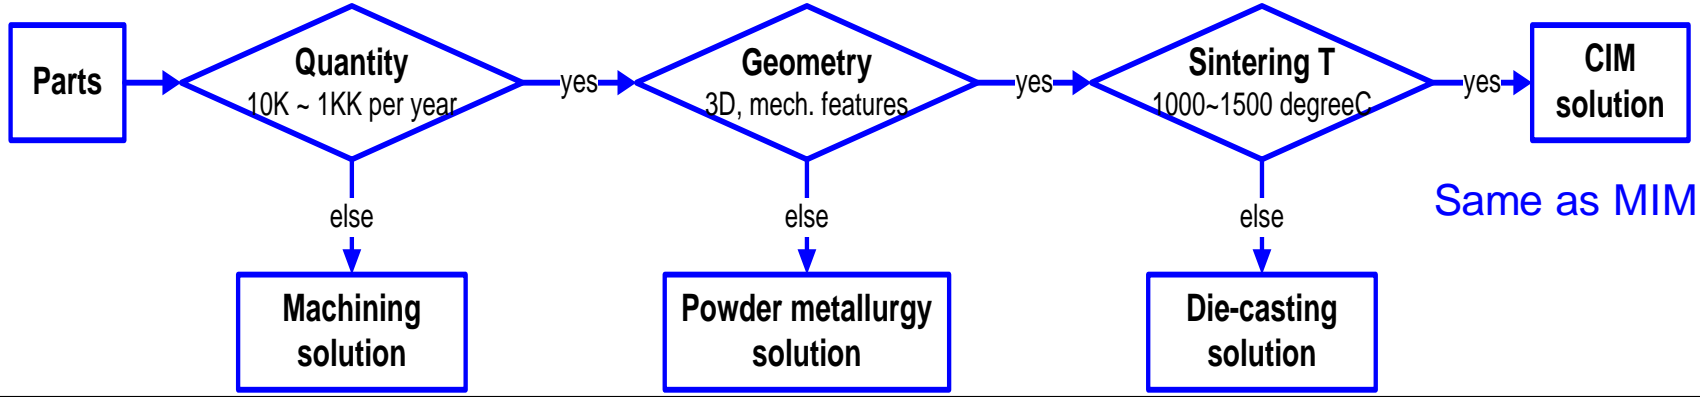 Parts
Quantity
10K ~ 1KK per year
yes
Geometry
3D, mech. features
yes
Sintering T
1000~1500 degreeC
yes
CIM
solution
Same as MIM
else
else
else
Machining
solution
Powder metallurgy
solution
Die-casting
solution